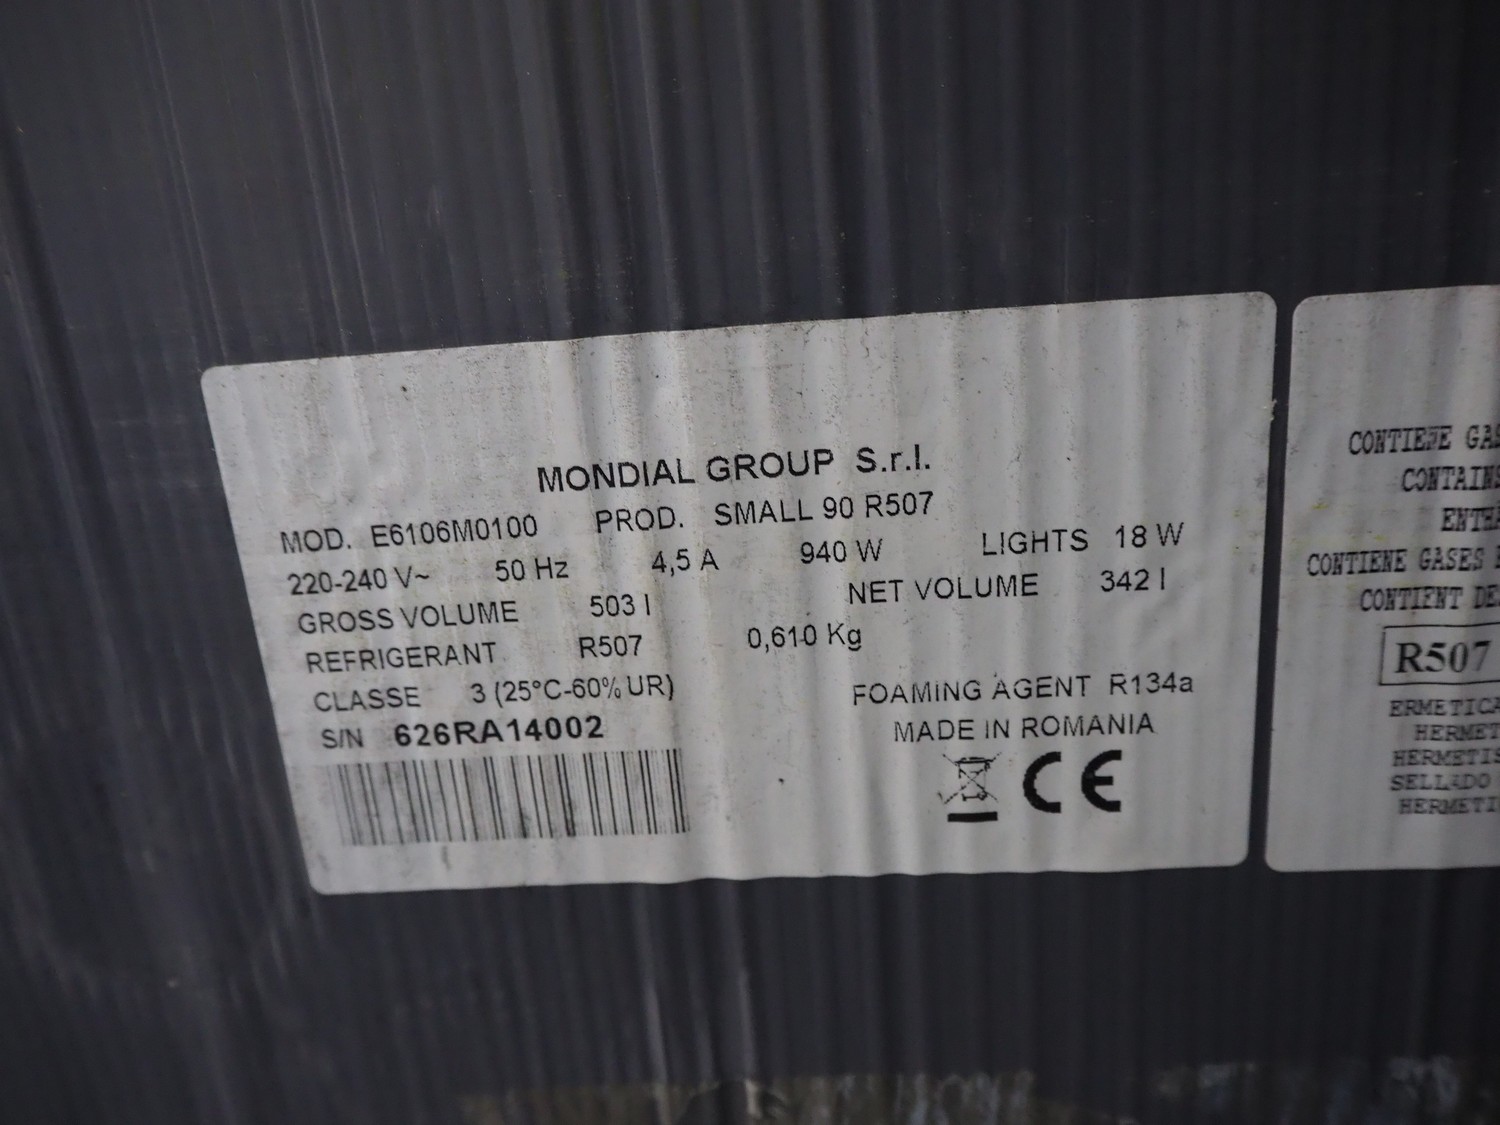 MONDIAL GROUP S.r.l.
MOD. E6106M0100 PROD. SMALL 90 R507
220-240 V~ 50 Hz 4,5 A 940 W LIGHTS 18 W
GROSS VOLUME 503 l NET VOLUME 342 l
REFRIGERANT R507 0,610 Kg
CLASSE 3 (25°C-60% UR) FOAMING AGENT R134a
S/N 626RA14002 MADE IN ROMANIA
CE
CONTIENE GAS
CONTAINS
CONTIENE GASES
CONTIENT DE
R507
ERMETICA
HERMET
HERMETIS
SELLADO
HERMETI